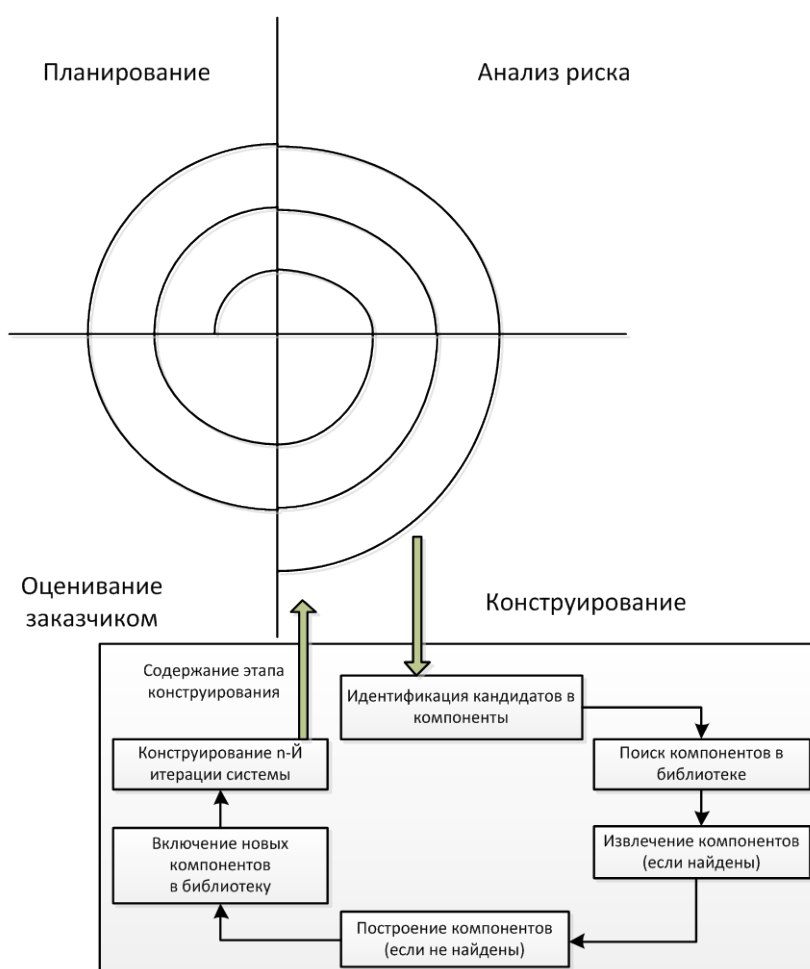 Планирование
Анализ риска
Оценивание
заказчиком
Конструирование
Содержание этапа
конструирования
Идентификация кандидатов в
компоненты
Поиск компонентов в
библиотеке
Извлечение компонентов
(если найдены)
Построение компонентов
(если не найдены)
Включение новых
компонентов
в библиотеку
Конструирование n-Й
итерации системы